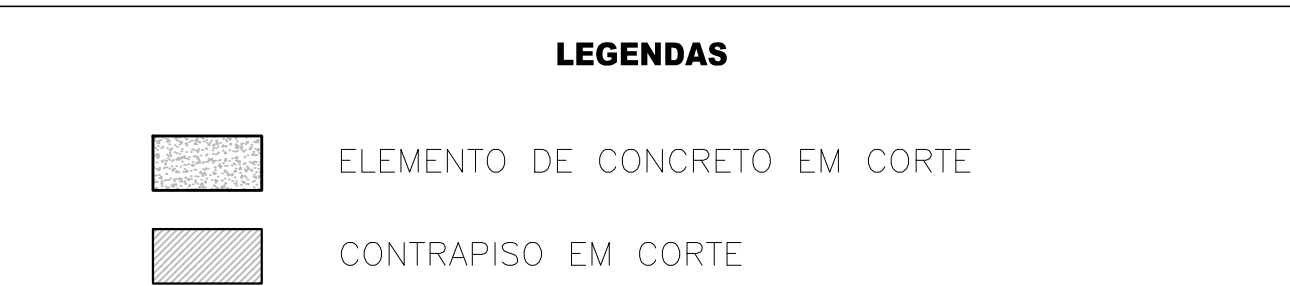 LEGENDAS
ELEMENTO DE CONCRETO EM CORTE
CONTRAPISO EM CORTE